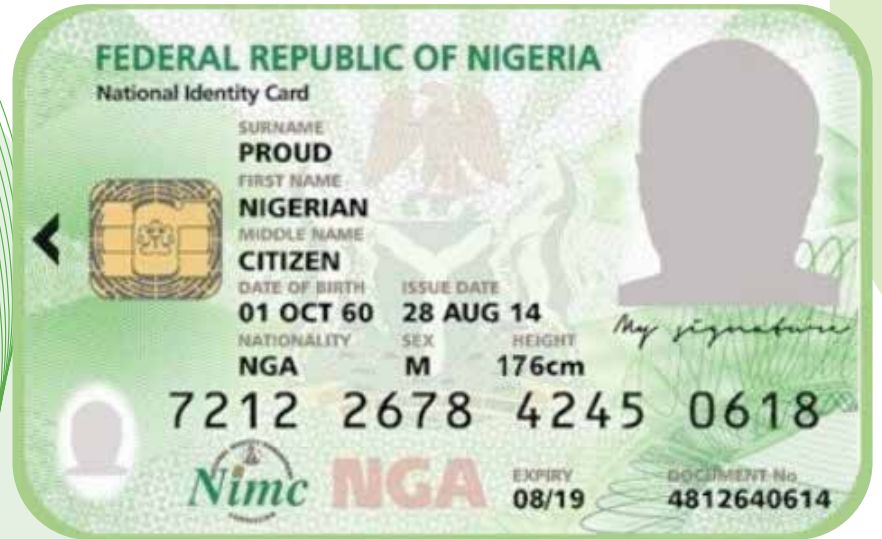 FEDERAL REPUBLIC OF NIGERIA
National Identity Card
SURNAME
PROUD
FIRST NAME
NIGERIAN
MIDDLE NAME
CITIZEN
DATE OF BIRTH ISSUE DATE
01 OCT 60 28 AUG 14
NATIONALITY SEX HEIGHT
NGA M 176cm
My signature
7212 2678 4245 0618
Nimc NGA
EXPIRY DOCUMENT No
08/19 4812640614